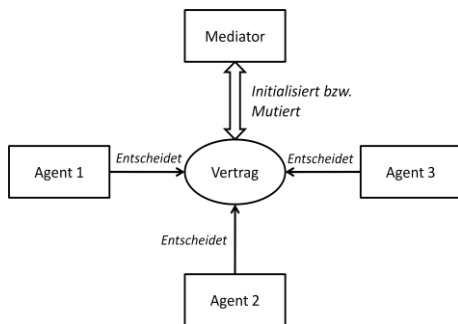 Mediator
Initialisiert bzw.
Mutiert
Entscheidet
Entscheidet
Agent 1
Vertrag
Agent 3
Entscheidet
Agent 2